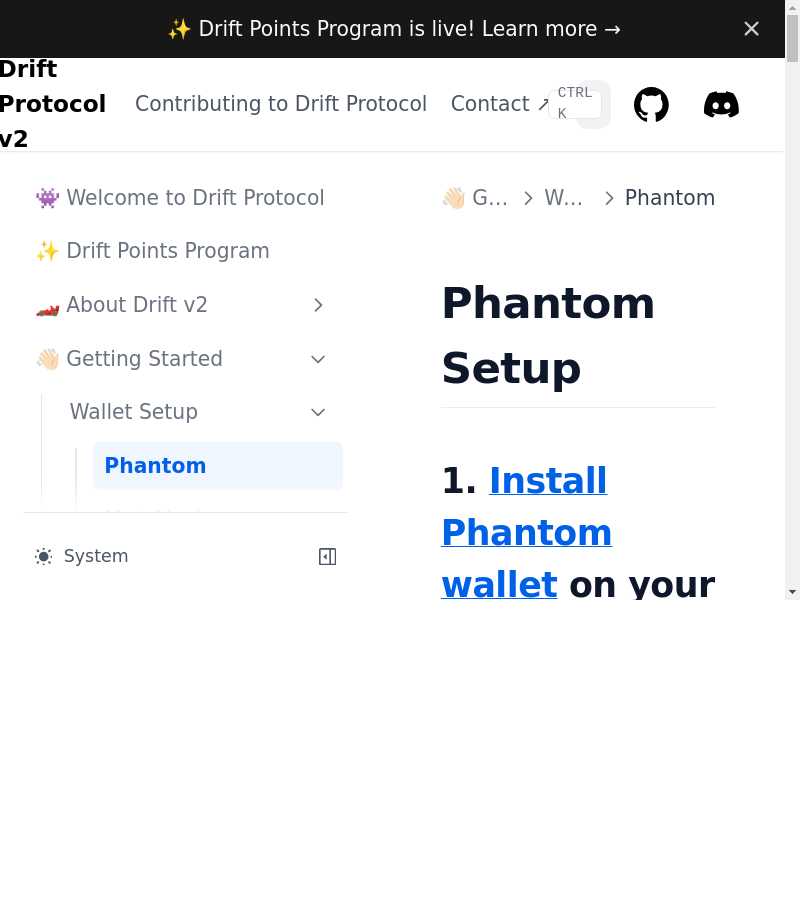 ✨ Drift Points Program is live! Learn more →
Drift
Protocol
v2
Contributing to Drift Protocol
Contact ↗
CTRL
K
👾 Welcome to Drift Protocol
✨ Drift Points Program
🏎️ About Drift v2
👋🏻 Getting Started
Wallet Setup
Phantom
System
👋🏻 G… > W… > Phantom
Phantom
Setup
1. Install
Phantom
wallet on your